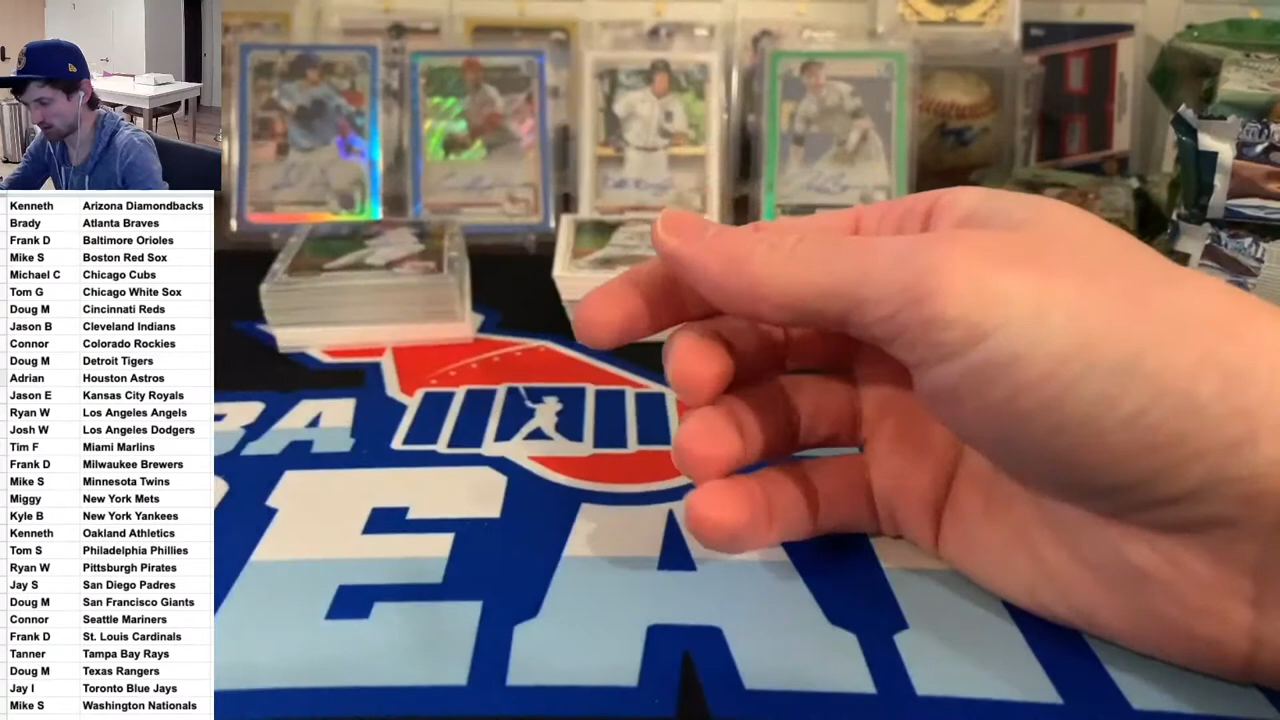 Kenneth Arizona Diamondbacks
Brady Atlanta Braves
Frank D Baltimore Orioles
Mike S Boston Red Sox
Michael C Chicago Cubs
Tom G Chicago White Sox
Doug M Cincinnati Reds
Jason B Cleveland Indians
Connor Colorado Rockies
Doug M Detroit Tigers
Adrian Houston Astros
Jason E Kansas City Royals
Ryan W Los Angeles Angels
Josh W Los Angeles Dodgers
Tim F Miami Marlins
Frank D Milwaukee Brewers
Mike S Minnesota Twins
Miggy New York Mets
Kyle B New York Yankees
Kenneth Oakland Athletics
Tom S Philadelphia Phillies
Ryan W Pittsburgh Pirates
Jay S San Diego Padres
Doug M San Francisco Giants
Connor Seattle Mariners
Frank D St. Louis Cardinals
Tanner Tampa Bay Rays
Doug M Texas Rangers
Jay I Toronto Blue Jays
Mike S Washington Nationals